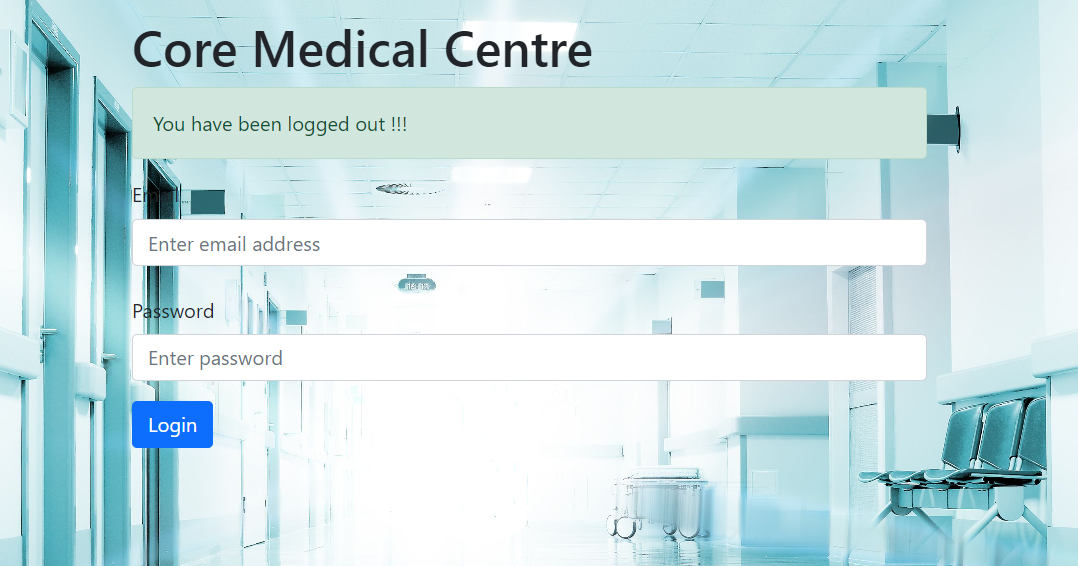 Core Medical Centre
You have been logged out !!!
Email
Enter email address
Password
Enter password
Login